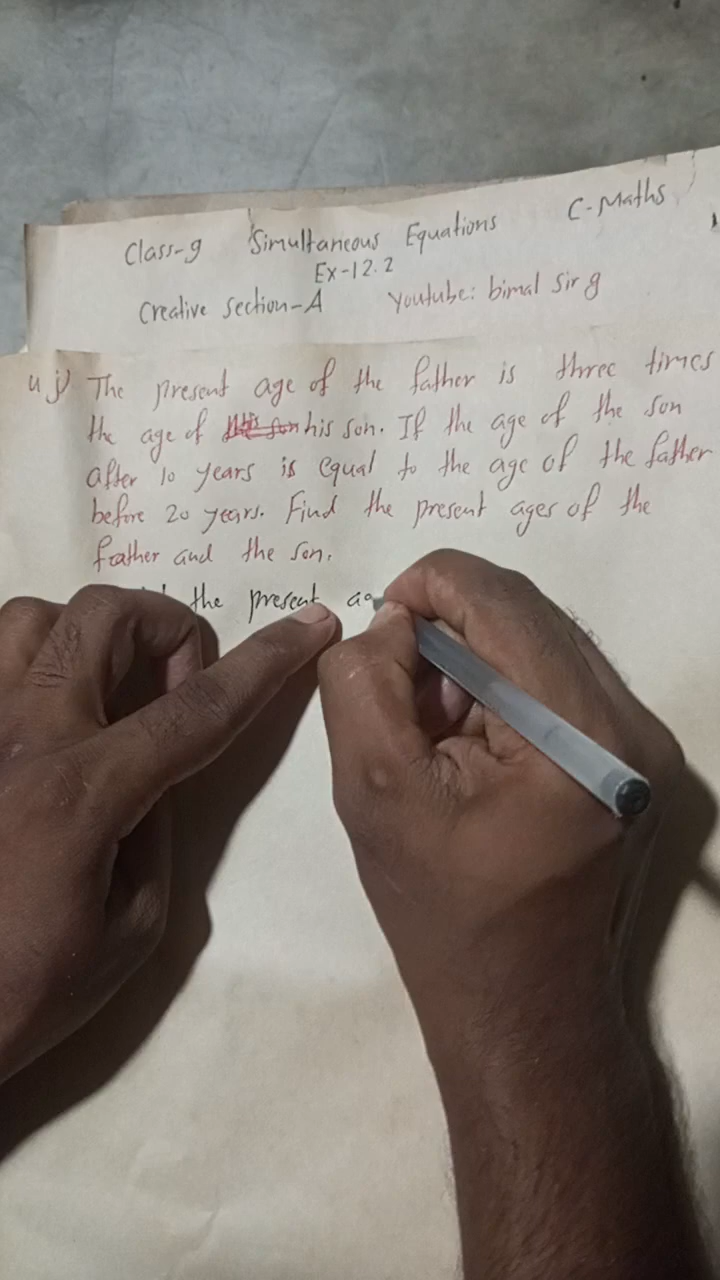 Class-9 Simultaneous Equations C-Maths
Ex-12.2
Creative Section-A Youtube: bimal sir g
4 j) The present age of the father is three times
the age of his son. If the age of the son
after 10 years is equal to the age of the father
before 20 years. Find the present ages of the
father and the son.
the present ag